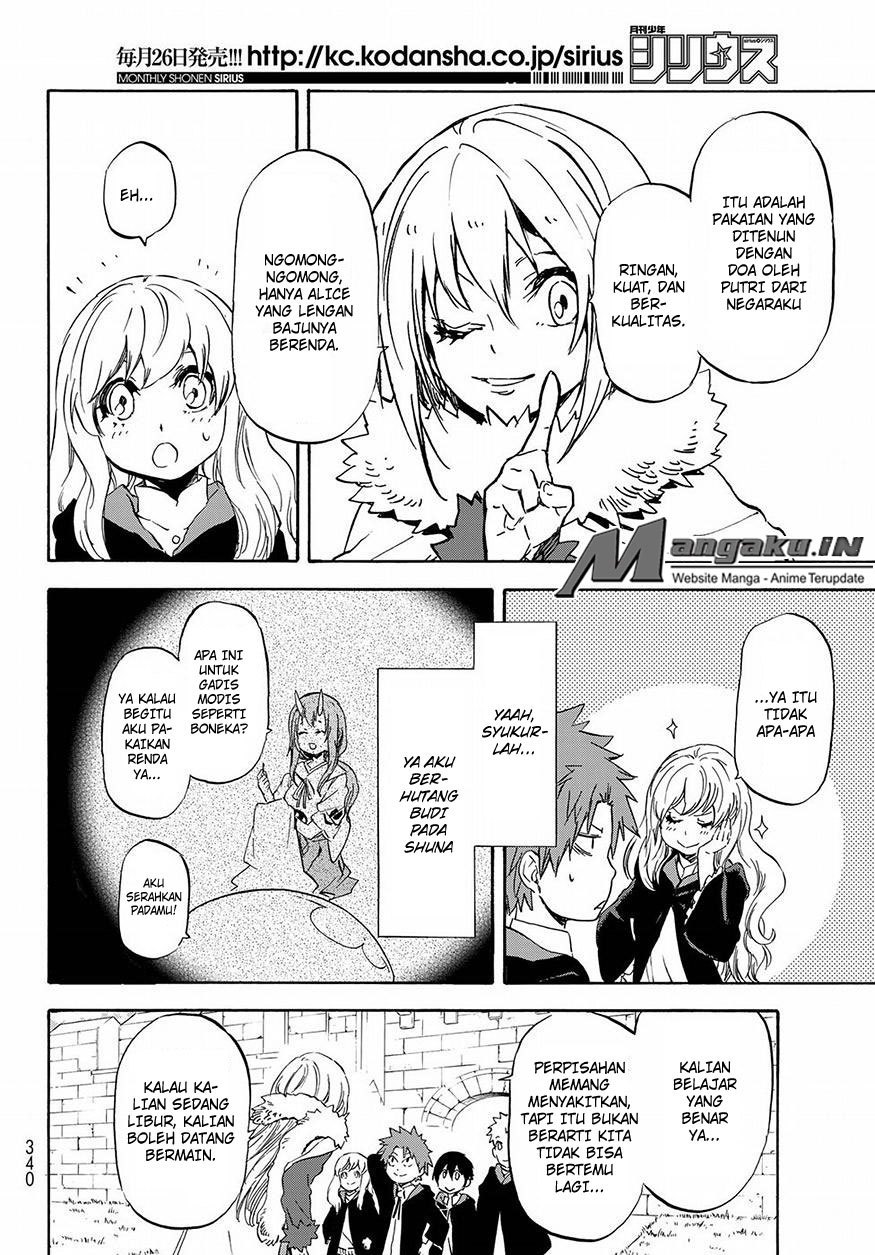 毎月26日発売!!! http://kc.kodansha.co.jp/sirius
MONTHLY SHONEN SIRIUS
月刊少年
シリウス
ITU ADALAH
PAKAIAN YANG
DITENUN
DENGAN
DOA OLEH
PUTRI DARI
NEGARAKU
RINGAN,
KUAT, DAN
BER-
KUALITAS.
NGOMONG-
NGOMONG,
HANYA ALICE
YANG LENGAN
BAJUNYA
BERENDA.
EH...
Mangaku.IN
Website Manga - Anime Terupdate
...YA ITU
TIDAK
APA-APA
YAAH,
SYUKUR-
LAH...
YA AKU
BER-
HUTANG
BUDI
PADA
SHUNA
APA INI
UNTUK
GADIS
MODIS
SEPERTI
BONEKA?
YA KALAU
BEGITU
AKU PA-
KAIKAN
RENDA
YA...
AKU
SERAHKAN
PADAMU!
KALIAN
BELAJAR
YANG
BENAR
YA...
PERPISAHAN
MEMANG
MENYAKITKAN,
TAPI ITU BUKAN
BERARTI KITA
TIDAK BISA
BERTEMU
LAGI...
KALAU KA-
LIAN SEDANG
LIBUR, KALIAN
BOLEH DATANG
BERMAIN.
340